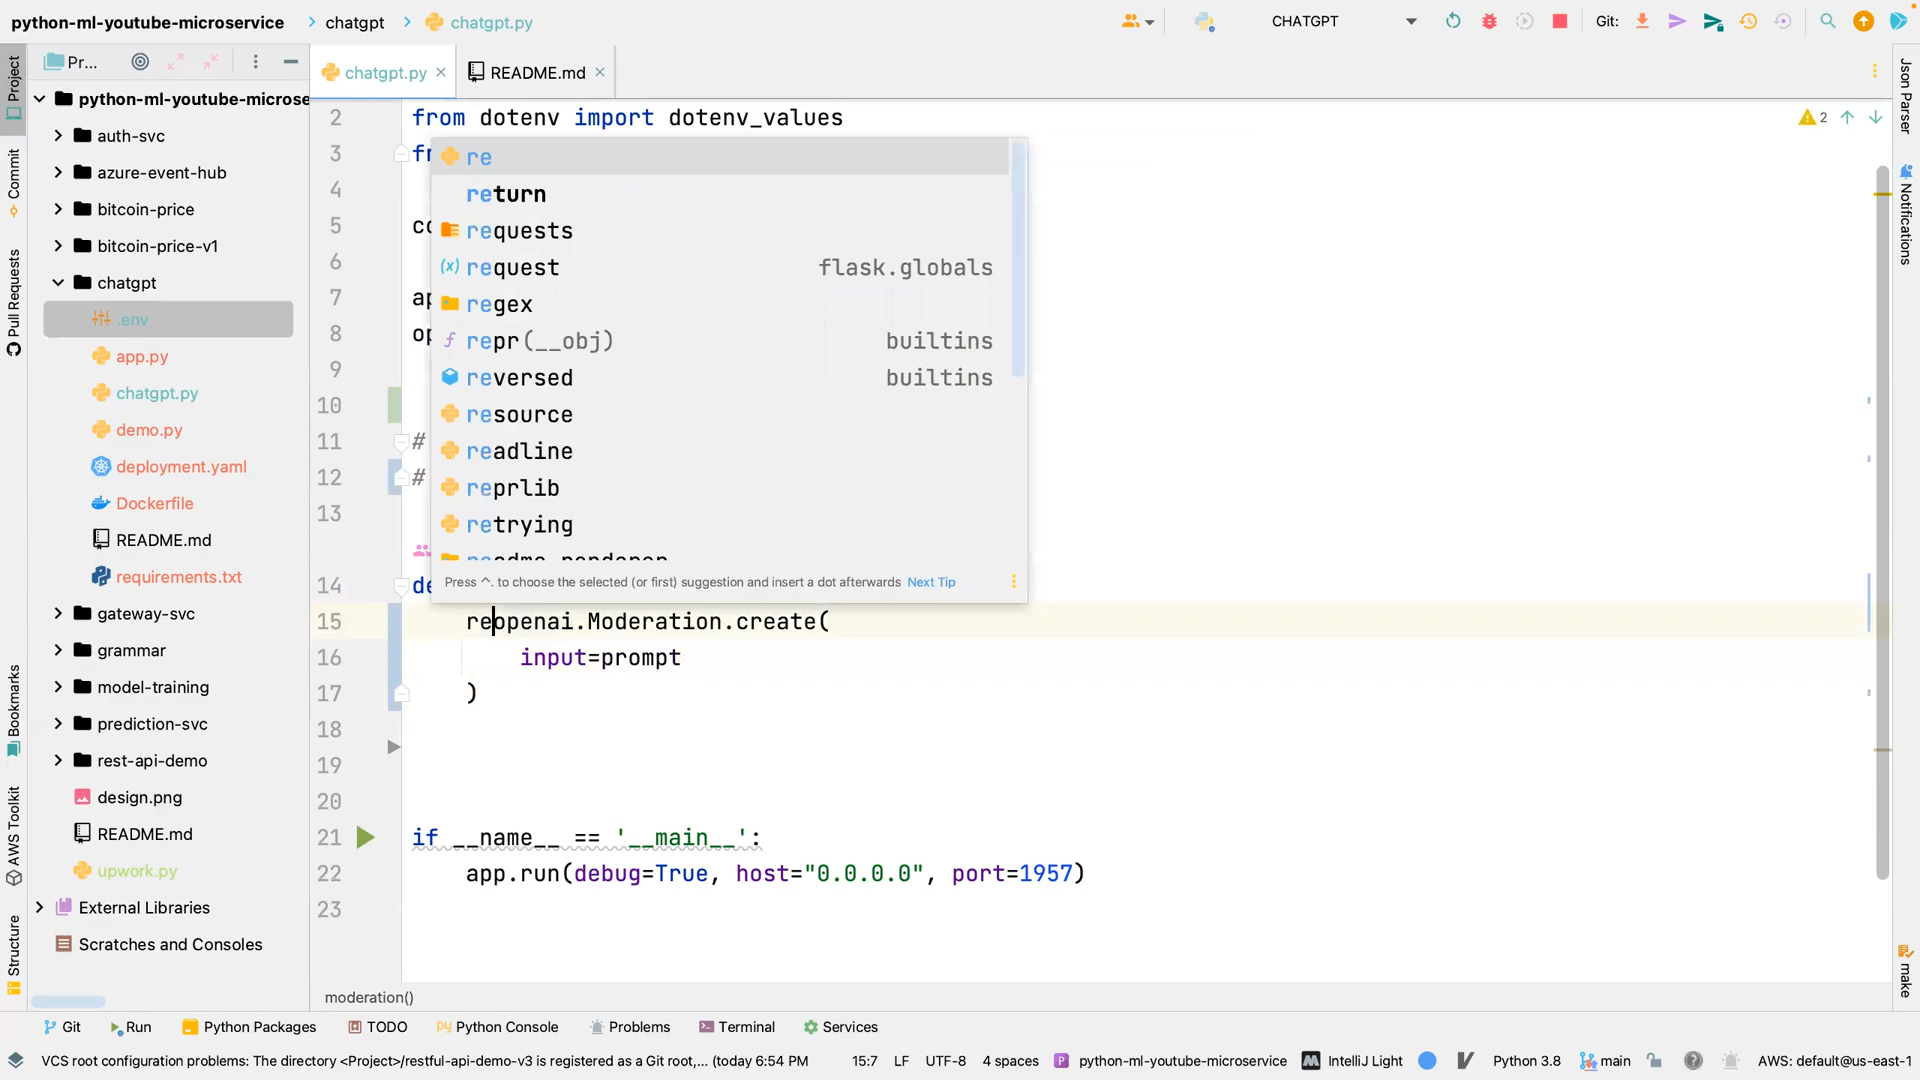 python-ml-youtube-microservice
chatgpt
chatgpt.py
CHATGPT
Git:
Project
Commit
Pull Requests
Bookmarks
AWS Toolkit
Structure
Pr...
python-ml-youtube-microse
auth-svc
azure-event-hub
bitcoin-price
bitcoin-price-v1
chatgpt
.env
app.py
chatgpt.py
demo.py
deployment.yaml
Dockerfile
README.md
requirements.txt
gateway-svc
grammar
model-training
prediction-svc
rest-api-demo
design.png
README.md
upwork.py
External Libraries
Scratches and Consoles
chatgpt.py
README.md
2
2 from dotenv import dotenv_values
3 fr
4
5 co
6
7 ap
8 op
9
10
11 #
12 #
13
re
return
requests
request flask.globals
regex
repr(__obj) builtins
reversed builtins
resource
readline
reprlib
retrying
Press ^. to choose the selected (or first) suggestion and insert a dot afterwards Next Tip
14 de
15 reopenai.Moderation.create(
16 input=prompt
17 )
18
19
20
21 if __name__ == '__main__':
22 app.run(debug=True, host="0.0.0.0", port=1957)
23
moderation()
Json Parser
Notifications
make
Git
Run
Python Packages
TODO
Python Console
Problems
Terminal
Services
VCS root configuration problems: The directory <Project>/restful-api-demo-v3 is registered as a Git root,... (today 6:54 PM
15:7
LF
UTF-8
4 spaces
python-ml-youtube-microservice
IntelliJ Light
Python 3.8
main
AWS: default@us-east-1